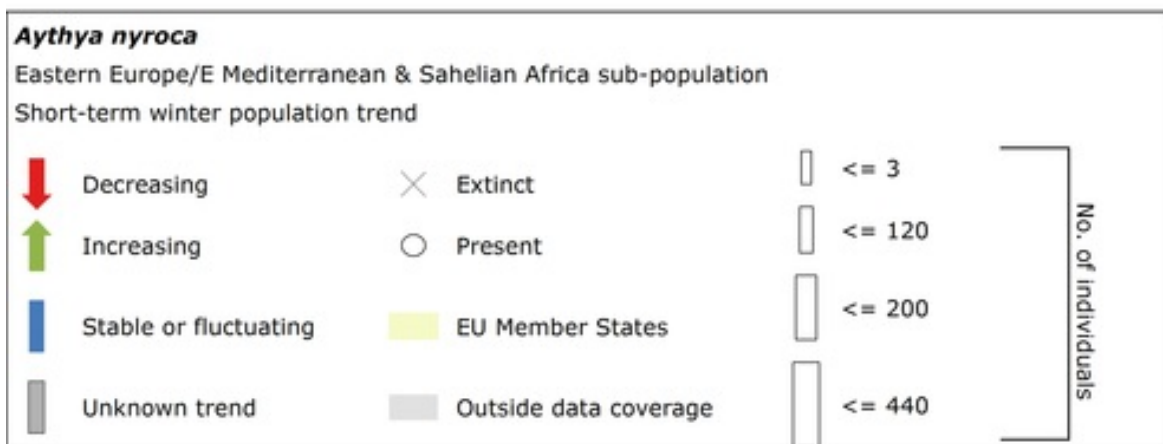 Aythya nyroca
Eastern Europe/E Mediterranean & Sahelian Africa sub-population
Short-term winter population trend
Decreasing
Increasing
Stable or fluctuating
Unknown trend
Extinct
Present
EU Member States
Outside data coverage
<= 3
<= 120
<= 200
<= 440
No. of individuals